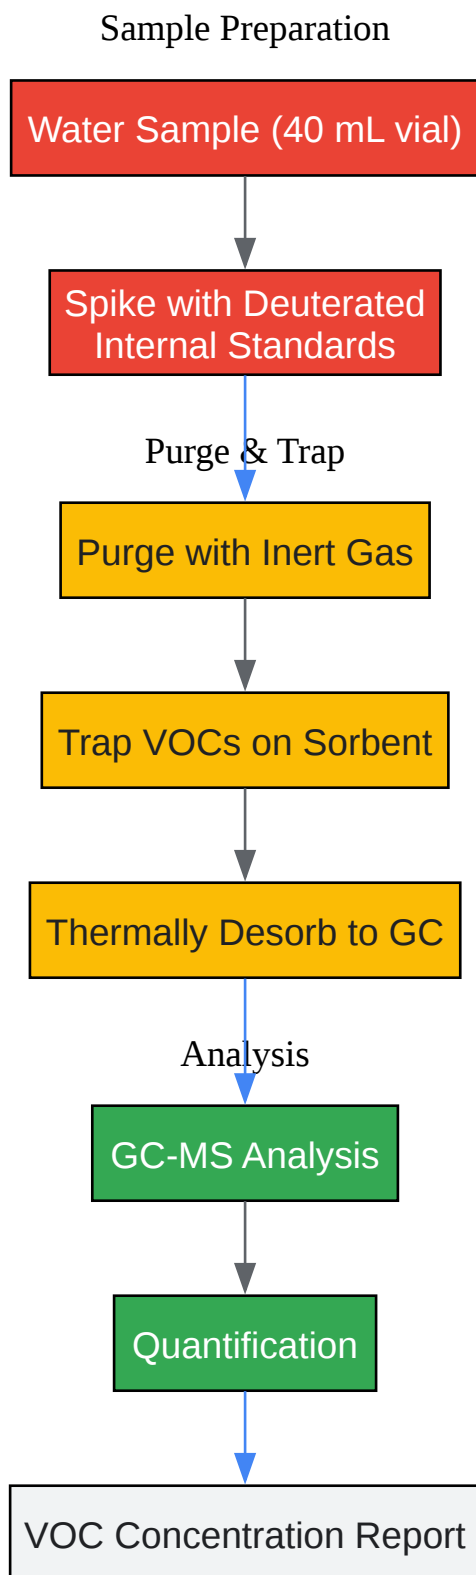 Sample Preparation
Water Sample (40 mL vial)
Spike with Deuterated
Internal Standards
Purge & Trap
Purge with Inert Gas
Trap VOCs on Sorbent
Thermally Desorb to GC
Analysis
GC-MS Analysis
Quantification
VOC Concentration Report